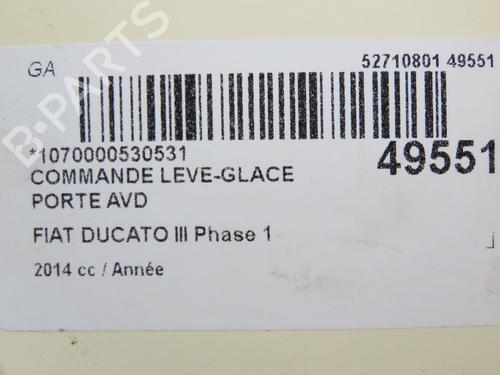 GA
52710801 49551
*1070000530531
49551
COMMANDE LEVE-GLACE
PORTE AVD
FIAT DUCATO III Phase 1
2014 cc / Année
B-PARTS